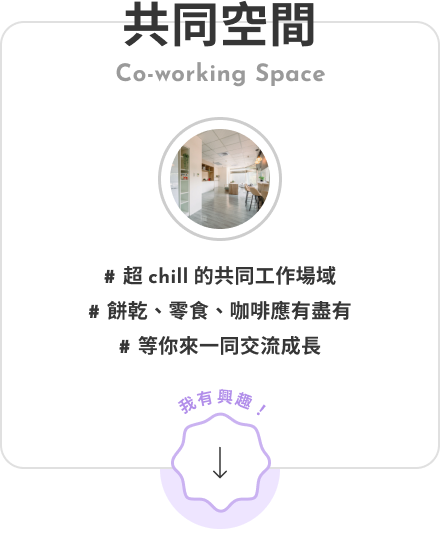 共同空間
Co-working Space
# 超 chill 的共同工作場域
# 餅乾、零食、咖啡應有盡有
# 等你來一同交流成長
我有興趣！